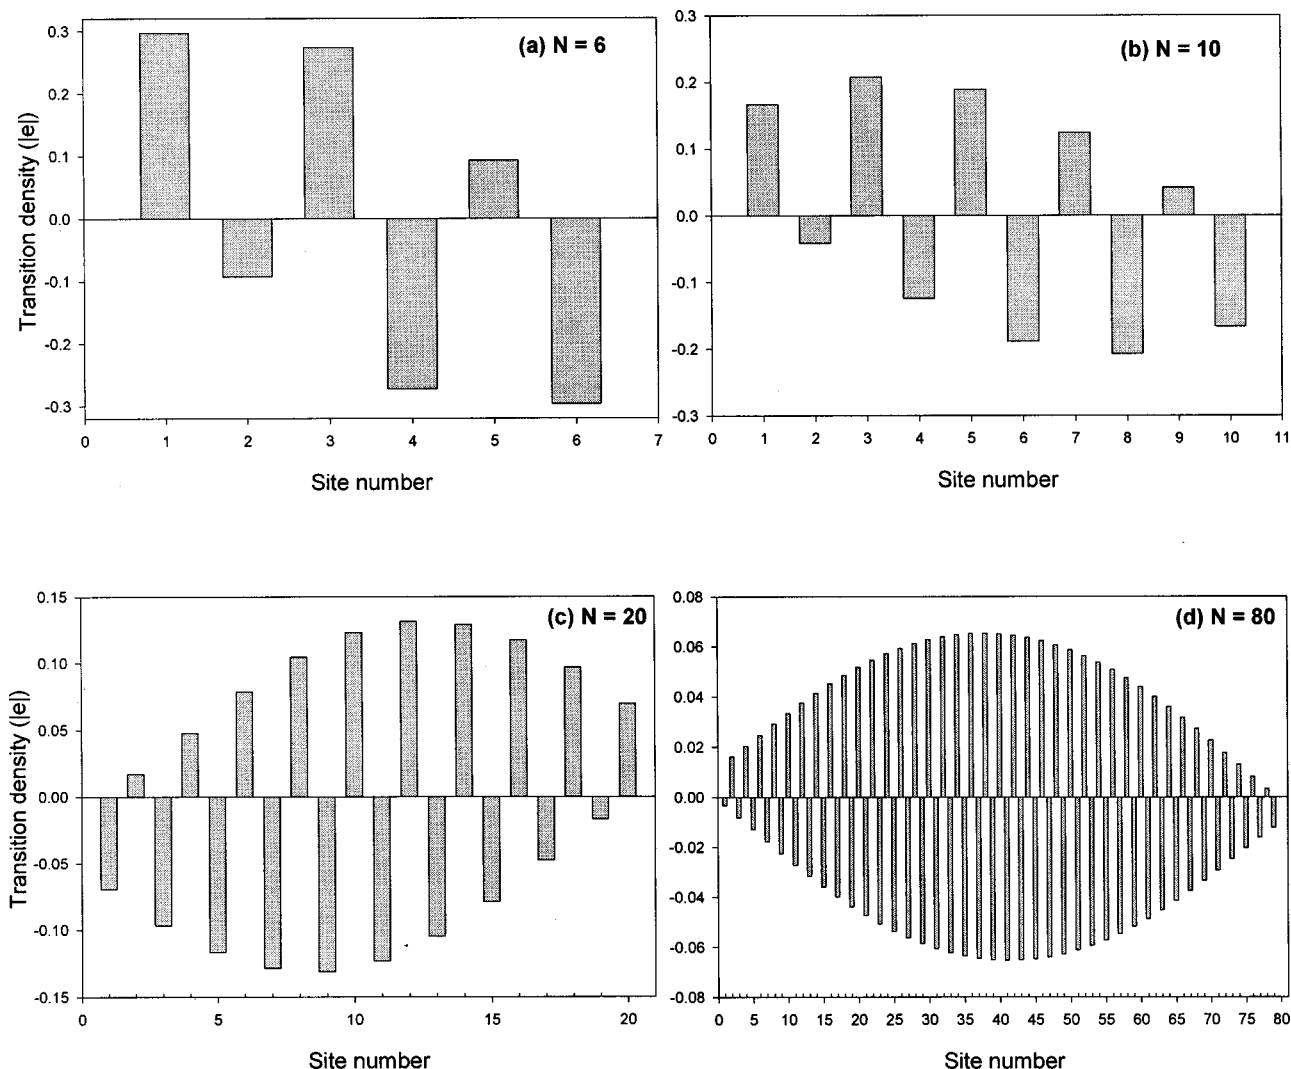 (a) N = 6
0.3
0.2
0.1
0.0
-0.1
-0.2
-0.3
Transition density (|e|)
0 1 2 3 4 5 6 7
Site number
(b) N = 10
0.3
0.2
0.1
0.0
-0.1
-0.2
-0.3
0 1 2 3 4 5 6 7 8 9 10 11
Site number
(c) N = 20
0.15
0.10
0.05
0.00
-0.05
-0.10
-0.15
Transition density (|e|)
0 5 10 15 20
Site number
(d) N = 80
0.08
0.06
0.04
0.02
0.00
-0.02
-0.04
-0.06
-0.08
0 5 10 15 20 25 30 35 40 45 50 55 60 65 70 75 80
Site number